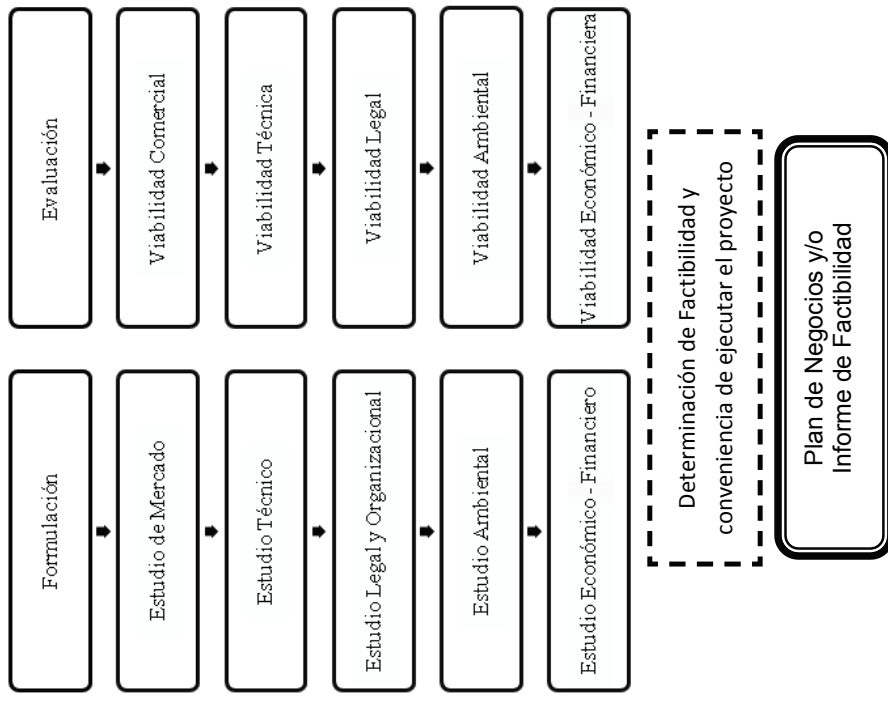 Formulación
Estudio de Mercado
Estudio Técnico
Estudio Legal y Organizacional
Estudio Ambiental
Estudio Económico - Financiero
Evaluación
Viabilidad Comercial
Viabilidad Técnica
Viabilidad Legal
Viabilidad Ambiental
Viabilidad Económico - Financiera
Determinación de Factibilidad y
conveniencia de ejecutar el proyecto
Plan de Negocios y/o
Informe de Factibilidad